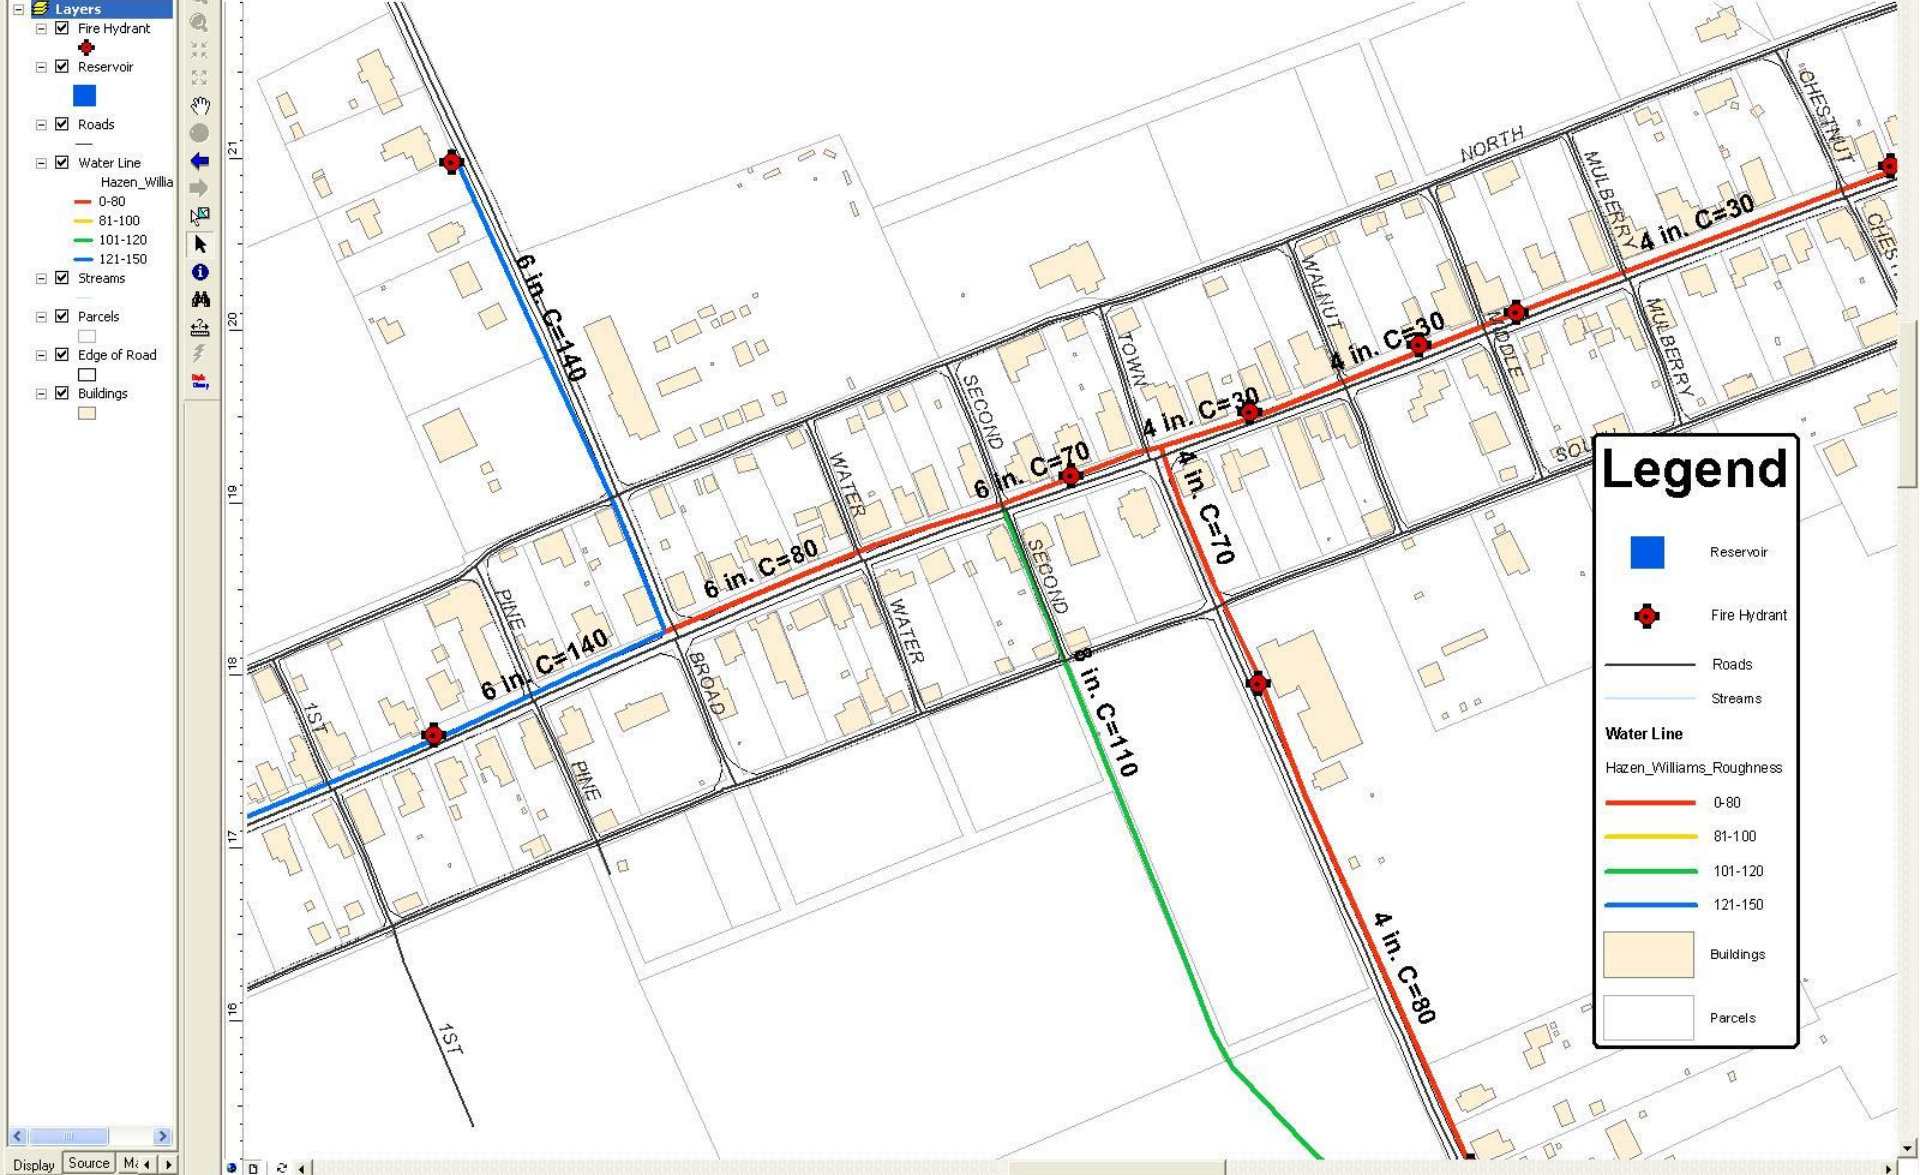 Layers
Fire Hydrant
Reservoir
Roads
Water Line
Hazen_Willia
0-80
81-100
101-120
121-150
Streams
Parcels
Edge of Road
Buildings
Display
Source
21
20
19
18
17
16
6 in. C=140
NORTH
CHESTNUT
MULBERRY
4 in. C=30
WALNUT
4 in. C=30
MIDDLE
MULBERRY
TOWN
4 in. C=30
SECOND
6 in. C=70
4 in. C=70
WATER
6 in. C=80
SECOND
PINE
6 in. C=140
WATER
BROAD
8 in. C=110
1ST
PINE
4 in. C=80
1ST
Legend
Reservoir
Fire Hydrant
Roads
Streams
Water Line
Hazen_Williams_Roughness
0-80
81-100
101-120
121-150
Buildings
Parcels